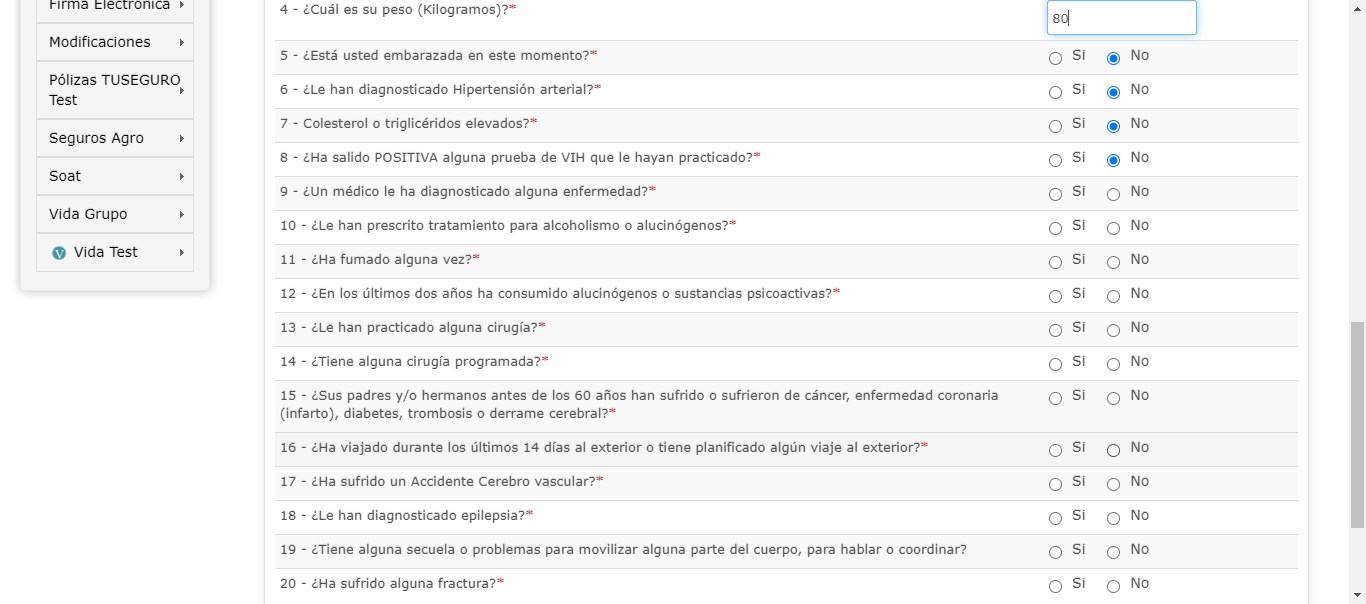 Firma Electrónica
Modificaciones
Pólizas TUSEGURO
Test
Seguros Agro
Soat
Vida Grupo
V Vida Test
4 - ¿Cuál es su peso (Kilogramos)?* 80
5 - ¿Está usted embarazada en este momento?* Si No
6 - ¿Le han diagnosticado Hipertensión arterial?* Si No
7 - Colesterol o triglicéridos elevados?* Si No
8 - ¿Ha salido POSITIVA alguna prueba de VIH que le hayan practicado?* Si No
9 - ¿Un médico le ha diagnosticado alguna enfermedad?* Si No
10 - ¿Le han prescrito tratamiento para alcoholismo o alucinógenos?* Si No
11 - ¿Ha fumado alguna vez?* Si No
12 - ¿En los últimos dos años ha consumido alucinógenos o sustancias psicoactivas?* Si No
13 - ¿Le han practicado alguna cirugía?* Si No
14 - ¿Tiene alguna cirugía programada?* Si No
15 - ¿Sus padres y/o hermanos antes de los 60 años han sufrido o sufrieron de cáncer, enfermedad coronaria Si No
(infarto), diabetes, trombosis o derrame cerebral?*
16 - ¿Ha viajado durante los últimos 14 días al exterior o tiene planificado algún viaje al exterior?* Si No
17 - ¿Ha sufrido un Accidente Cerebro vascular?* Si No
18 - ¿Le han diagnosticado epilepsia?* Si No
19 - ¿Tiene alguna secuela o problemas para movilizar alguna parte del cuerpo, para hablar o coordinar? Si No
20 - ¿Ha sufrido alguna fractura?* Si No